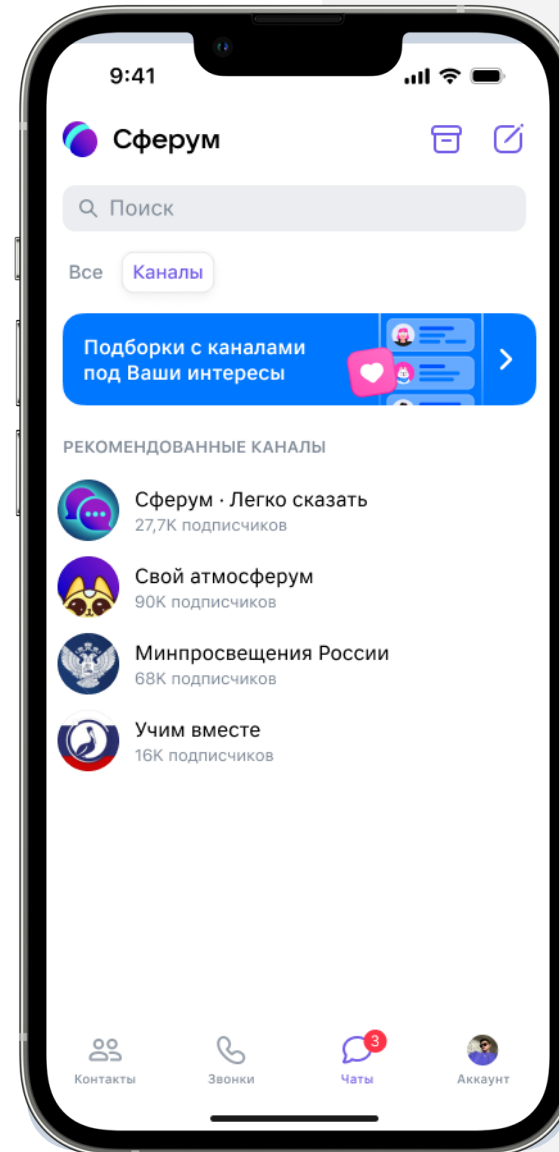 9:41
Сферум
Поиск
Все Каналы
Подборки с каналами
под Ваши интересы
РЕКОМЕНДОВАННЫЕ КАНАЛЫ
Сферум · Легко сказать
27,7K подписчиков
Свой атмосферум
90K подписчиков
Минпросвещения России
68K подписчиков
Учим вместе
16K подписчиков
3
Контакты Звонки Чаты Аккаунт